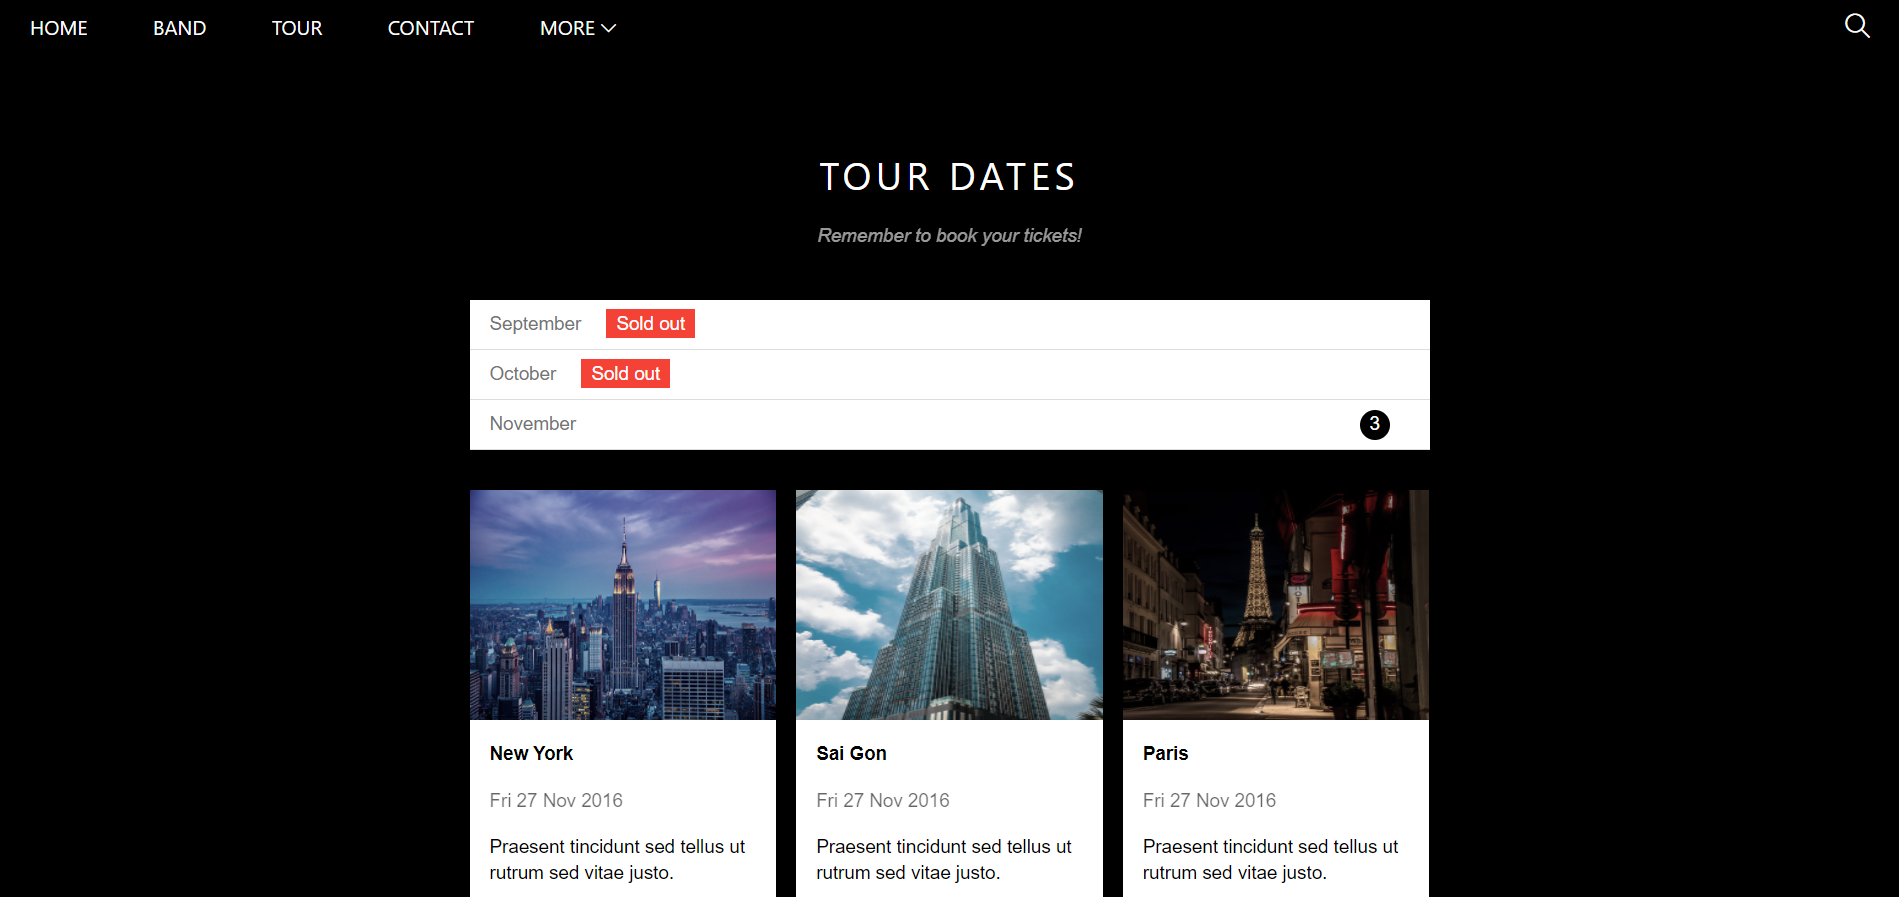 HOME BAND TOUR CONTACT MORE
TOUR DATES
Remember to book your tickets!
September Sold out
October Sold out
November 3
New York
Fri 27 Nov 2016
Praesent tincidunt sed tellus ut
rutrum sed vitae justo.
Sai Gon
Fri 27 Nov 2016
Praesent tincidunt sed tellus ut
rutrum sed vitae justo.
Paris
Fri 27 Nov 2016
Praesent tincidunt sed tellus ut
rutrum sed vitae justo.